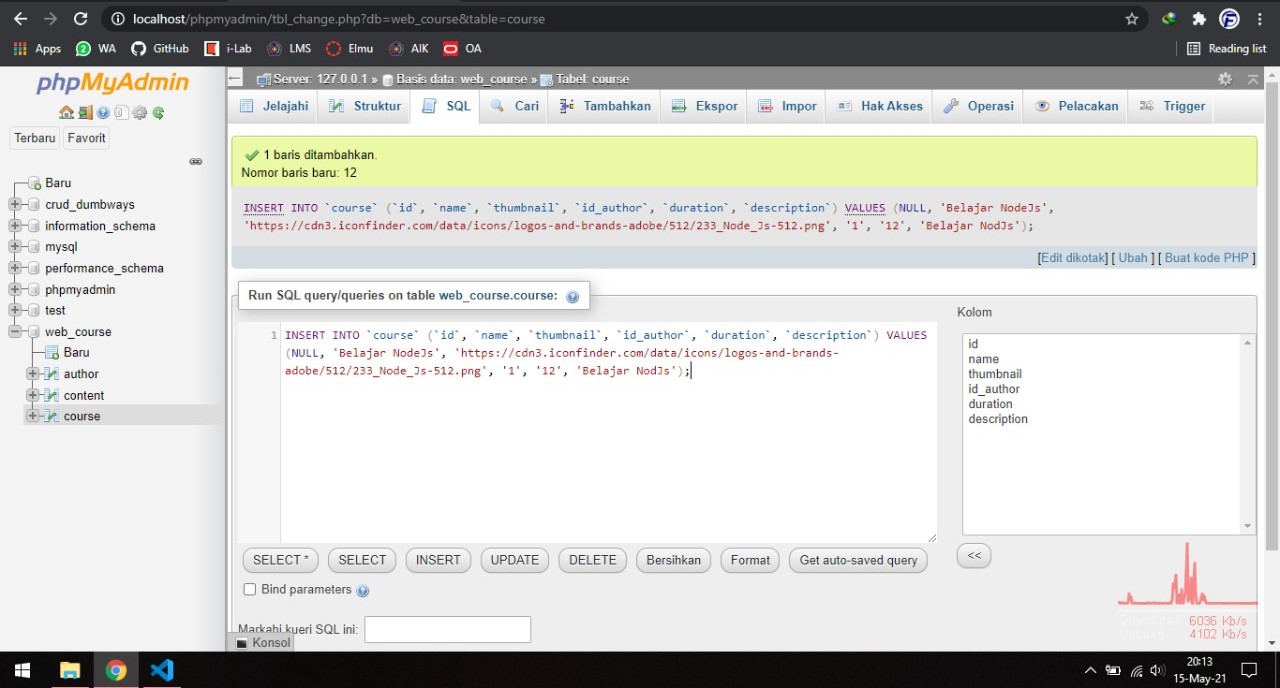 localhost/phpmyadmin/tbl_change.php?db=web_course&table=course
Apps WA GitHub i-Lab LMS Elmu AIK OA Reading list
phpMyAdmin
Terbaru Favorit
Baru
crud_dumbways
information_schema
mysql
performance_schema
phpmyadmin
test
web_course
Baru
author
content
course
Server: 127.0.0.1 » Basis data: web_course » Tabel: course
Jelajahi Struktur SQL Cari Tambahkan Ekspor Impor Hak Akses Operasi Pelacakan Trigger
1 baris ditambahkan.
Nomor baris baru: 12
INSERT INTO `course` (`id`, `name`, `thumbnail`, `id_author`, `duration`, `description`) VALUES (NULL, 'Belajar NodeJs',
'https://cdn3.iconfinder.com/data/icons/logos-and-brands-adobe/512/233_Node_Js-512.png', '1', '12', 'Belajar NodJs');
[Edit dikotak] [ Ubah ] [ Buat kode PHP ]
Run SQL query/queries on table web_course.course:
1 INSERT INTO `course` (`id`, `name`, `thumbnail`, `id_author`, `duration`, `description`) VALUES
(NULL, 'Belajar NodeJs', 'https://cdn3.iconfinder.com/data/icons/logos-and-brands-
adobe/512/233_Node_Js-512.png', '1', '12', 'Belajar NodJs');
Kolom
id
name
thumbnail
id_author
duration
description
SELECT * SELECT INSERT UPDATE DELETE Bersihkan Format Get auto-saved query <<
Bind parameters
Markahi kueri SQL ini:
Konsol
6036 Kb/s
4102 Kb/s
20:13
15-May-21